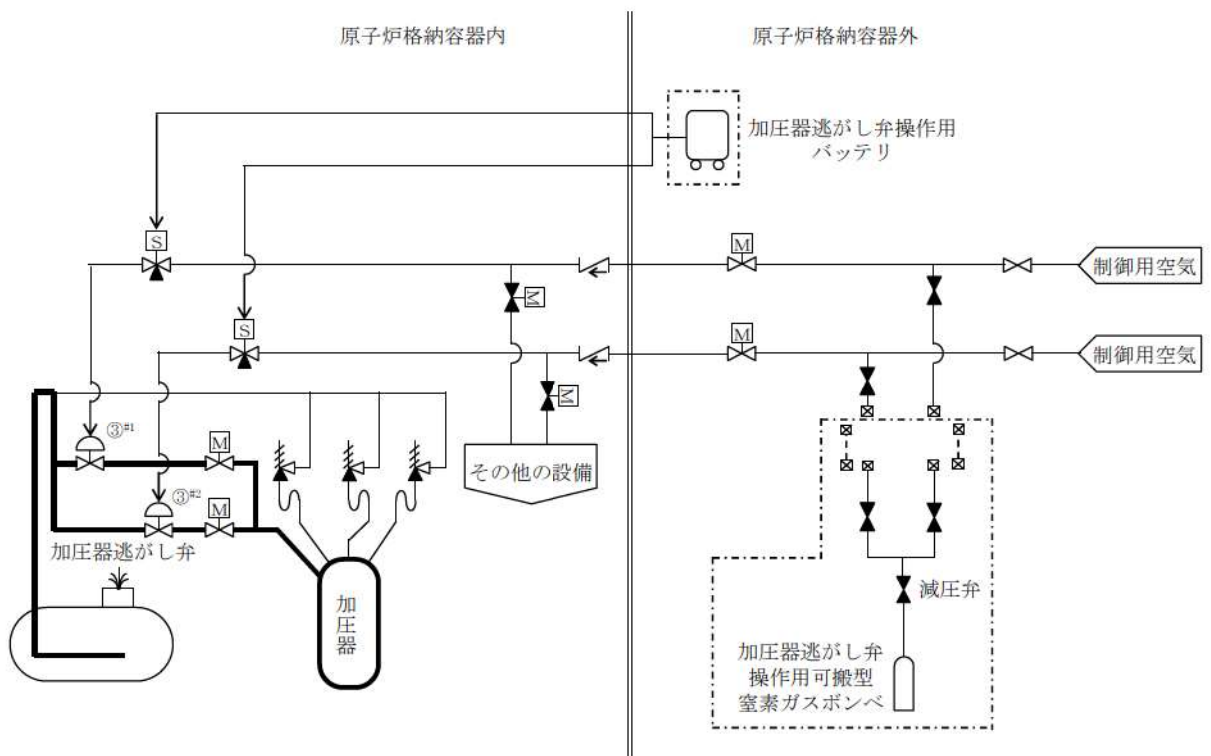 原子炉格納容器内
原子炉格納容器外
加圧器逃がし弁操作用
バッテリ
S
M
制御用空気
M
S
M
制御用空気
M
③#1
M
その他の設備
③#2
M
加圧器逃がし弁
減圧弁
加圧器
加圧器逃がし弁
操作用可搬型
窒素ガスボンベ